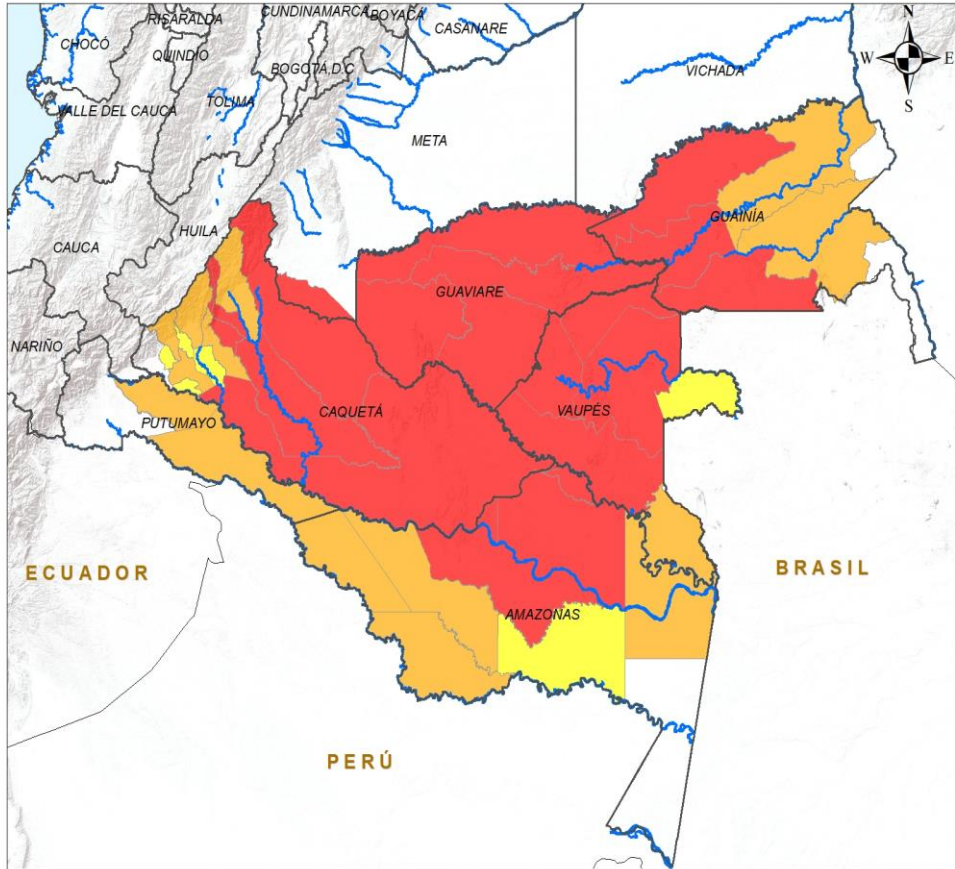 CUNDINAMARCA
BOYACÁ
RISARALDA
CASANARE
N
CHOCÓ
QUINDÍO
W
E
BOGOTÁ D.C
VICHADA
S
TOLIMA
VALLE DEL CAUCA
META
GUAINÍA
CAUCA
HUILA
GUAVIARE
NARIÑO
CAQUETÁ
VAUPÉS
PUTUMAYO
ECUADOR
BRASIL
AMAZONAS
PERÚ